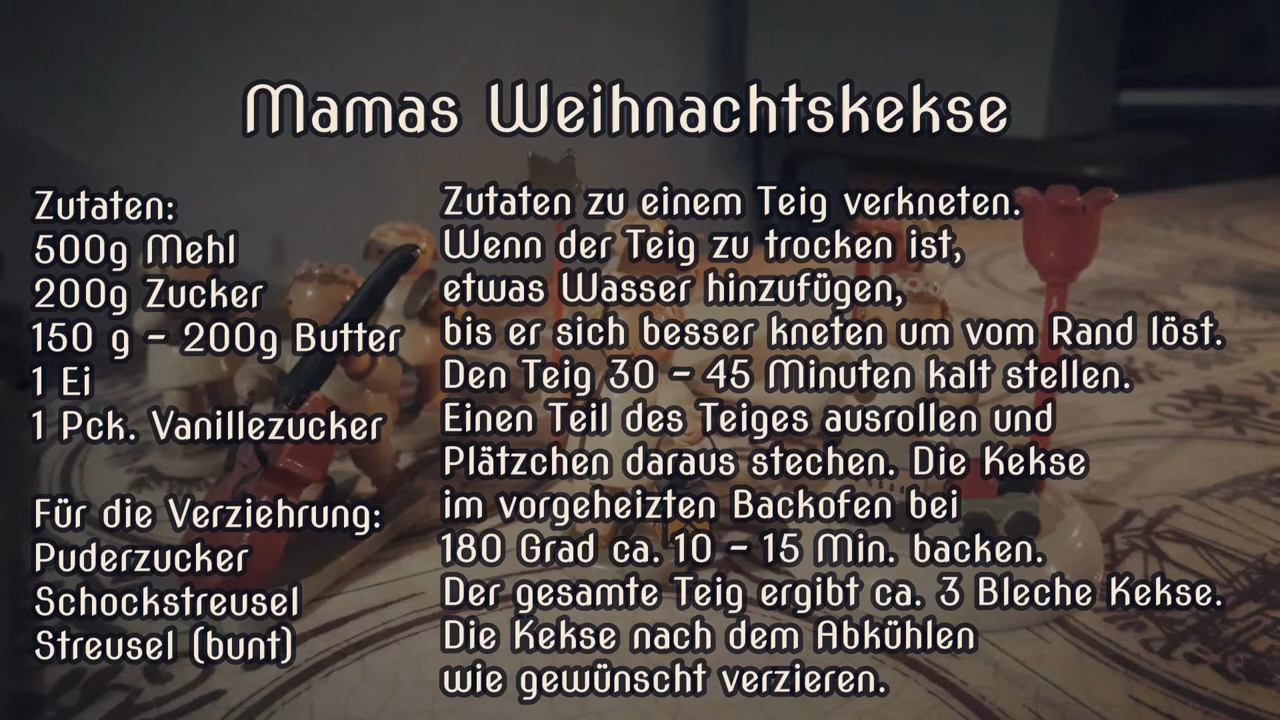 Mamas Weihnachtskekse
Zutaten:
500g Mehl
200g Zucker
150 g - 200g Butter
1 Ei
1 Pck. Vanillezucker
Für die Verziehrung:
Puderzucker
Schockstreusel
Streusel (bunt)
Zutaten zu einem Teig verkneten.
Wenn der Teig zu trocken ist,
etwas Wasser hinzufügen,
bis er sich besser kneten um vom Rand löst.
Den Teig 30 - 45 Minuten kalt stellen.
Einen Teil des Teiges ausrollen und
Plätzchen daraus stechen. Die Kekse
im vorgeheizten Backofen bei
180 Grad ca. 10 - 15 Min. backen.
Der gesamte Teig ergibt ca. 3 Bleche Kekse.
Die Kekse nach dem Abkühlen
wie gewünscht verzieren.